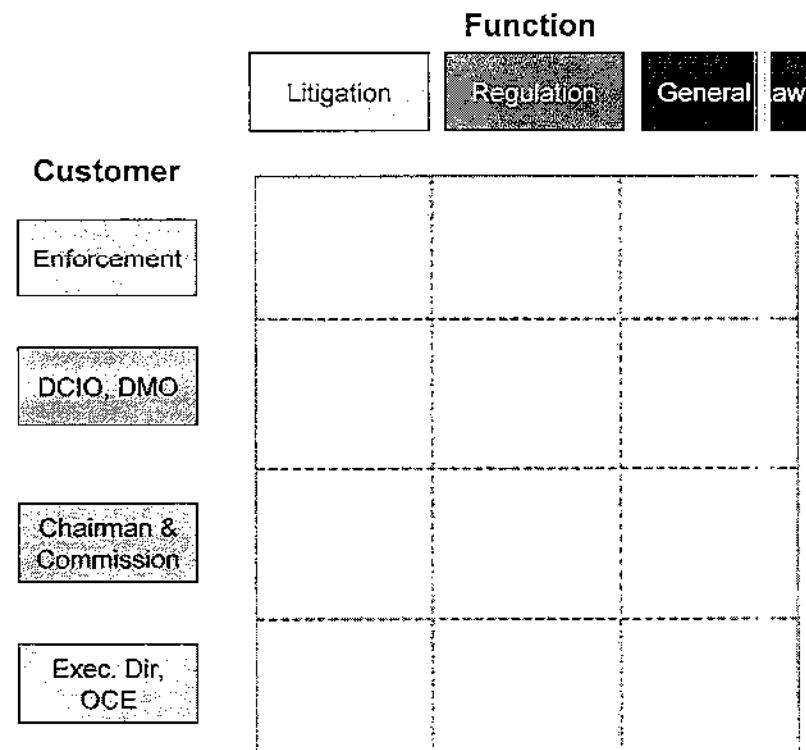 Function
Litigation
Regulation
General
aw
Customer
Enforcement
DCIO, DMO
Chairman &
Commission
Exec. Dir,
OCE